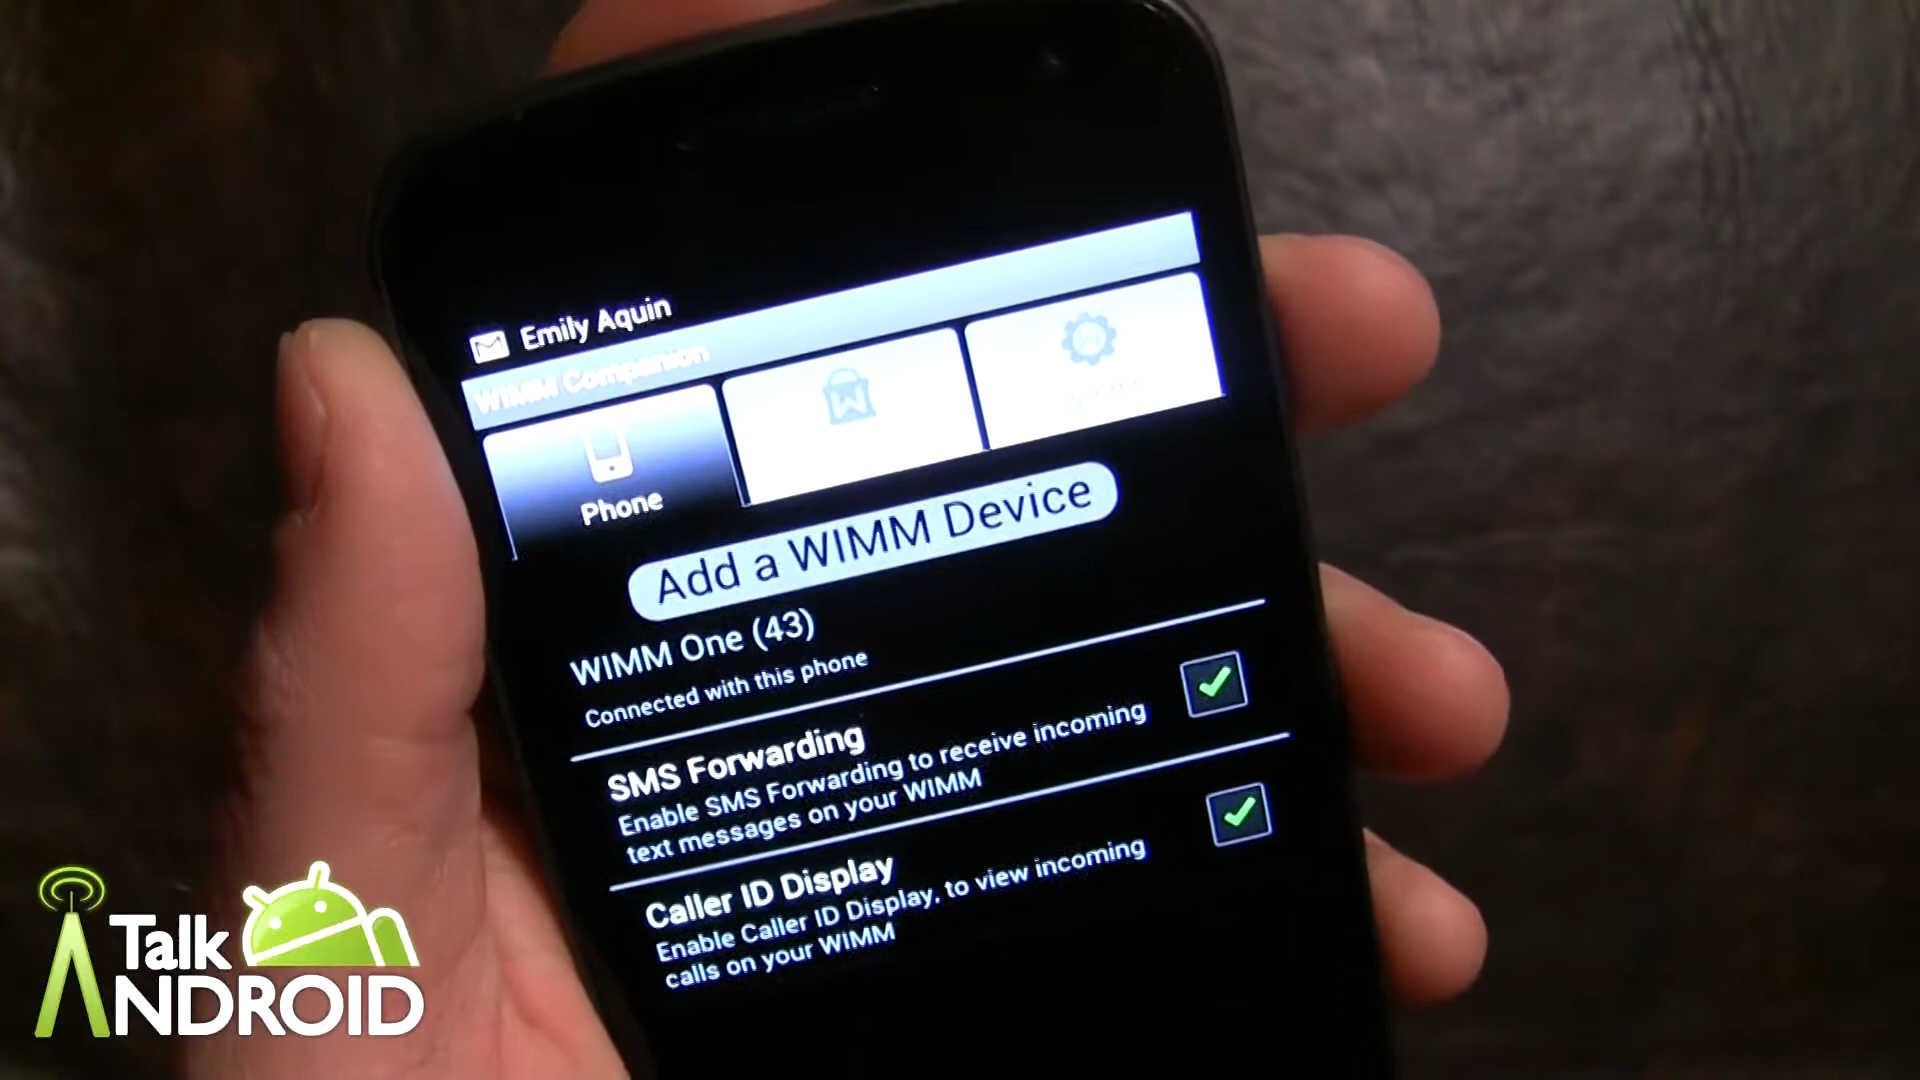 Emily Aquin
WIMM Companion
Phone
Add a WIMM Device
WIMM One (43)
Connected with this phone
SMS Forwarding
Enable SMS Forwarding to receive incoming
text messages on your WIMM
Caller ID Display
Enable Caller ID Display, to view incoming
calls on your WIMM
Talk
ANDROID